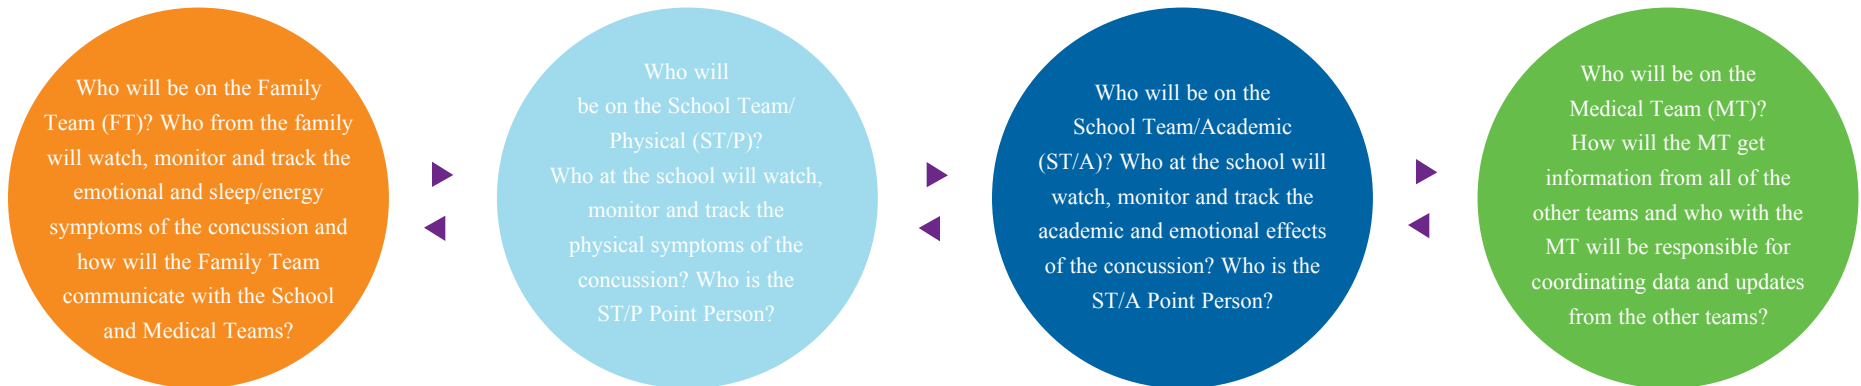 Who will be on the Family
Team (FT)? Who from the family
will watch, monitor and track the
emotional and sleep/energy
symptoms of the concussion and
how will the Family Team
communicate with the School
and Medical Teams?
Who will
be on the School Team/
Physical (ST/P)?
Who at the school will watch,
monitor and track the
physical symptoms of the
concussion? Who is the
ST/P Point Person?
Who will be on the
School Team/Academic
(ST/A)? Who at the school will
watch, monitor and track the
academic and emotional effects
of the concussion? Who is the
ST/A Point Person?
Who will be on the
Medical Team (MT)?
How will the MT get
information from all of the
other teams and who with the
MT will be responsible for
coordinating data and updates
from the other teams?